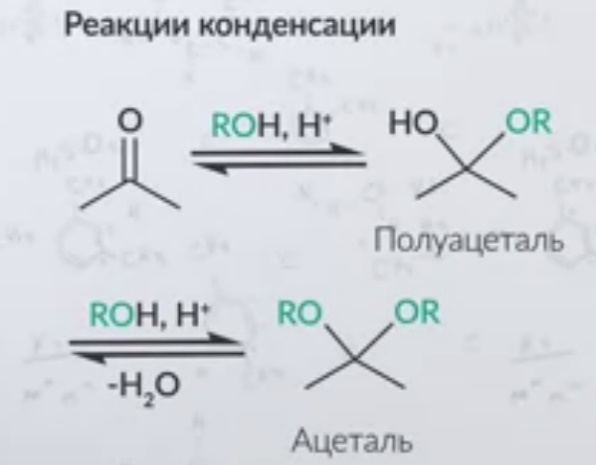 Реакции конденсации
O
ROH, H⁺
HO
OR
Полуацеталь
ROH, H⁺
-H₂O
RO
OR
Ацеталь